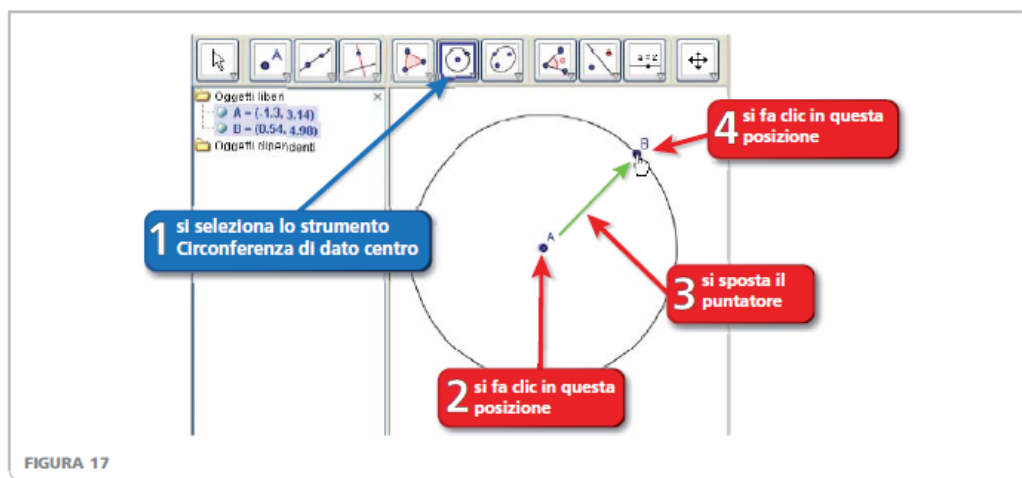 A
a=2
Oggetti liberi
A = (-1.3, 3.14)
B = (0.54, 4.98)
Oggetti dipendenti
B
A
1 si seleziona lo strumento
Circonferenza di dato centro
4 si fa clic in questa
posizione
3 si sposta il
puntatore
2 si fa clic in questa
posizione
FIGURA 17